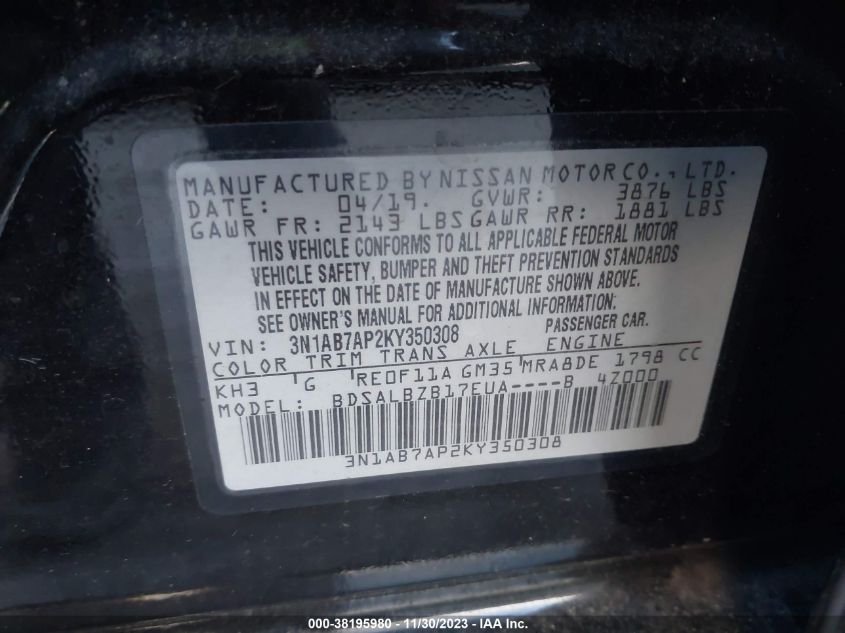 MANUFACTURED BY NISSAN MOTOR CO., LTD.
DATE: 04/19. GVWR: 3876 LBS
GAWR FR: 2143 LBS GAWR RR: 1881 LBS
THIS VEHICLE CONFORMS TO ALL APPLICABLE FEDERAL MOTOR
VEHICLE SAFETY, BUMPER AND THEFT PREVENTION STANDARDS
IN EFFECT ON THE DATE OF MANUFACTURE SHOWN ABOVE.
SEE OWNER'S MANUAL FOR ADDITIONAL INFORMATION:
VIN: 3N1AB7AP2KY350308 PASSENGER CAR.
COLOR TRIM TRANS AXLE ENGINE
KH3 G RE0F11A GM35 MRA8DE 1798 CC
MODEL: BDSALBZB17EUA----B 4Z000
3N1AB7AP2KY350308
000-38195980 - 11/30/2023 - IAA Inc.